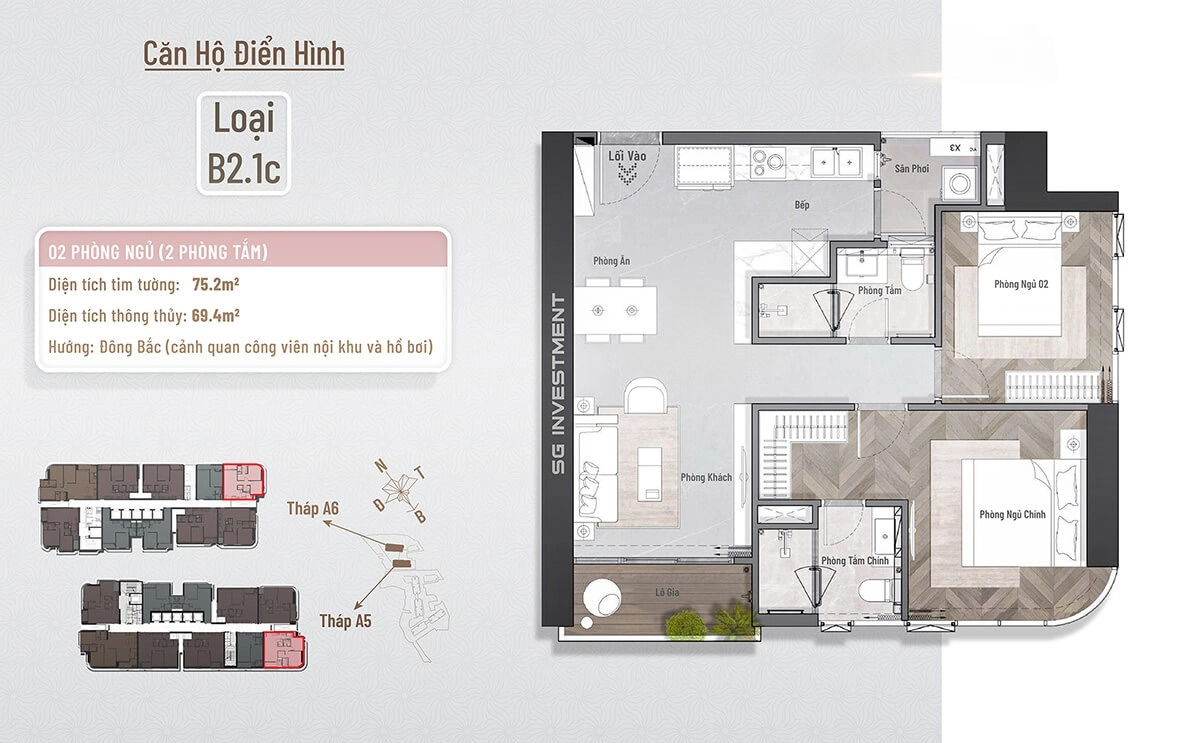 Căn Hộ Điển Hình
Loại
B2.1c
02 PHÒNG NGỦ (2 PHÒNG TẮM)
Diện tích tim tường: 75.2m²
Diện tích thông thủy: 69.4m²
Hướng: Đông Bắc (cảnh quan công viên nội khu và hồ bơi)
Lối Vào
Sân Phơi
X3
Bếp
Phòng Ăn
Phòng Tắm
Phòng Ngủ 02
SG INVESTMENT
Phòng Khách
Phòng Ngủ Chính
Phòng Tắm Chính
Lô Gia
N
T
Đ
B
Tháp A6
Tháp A5